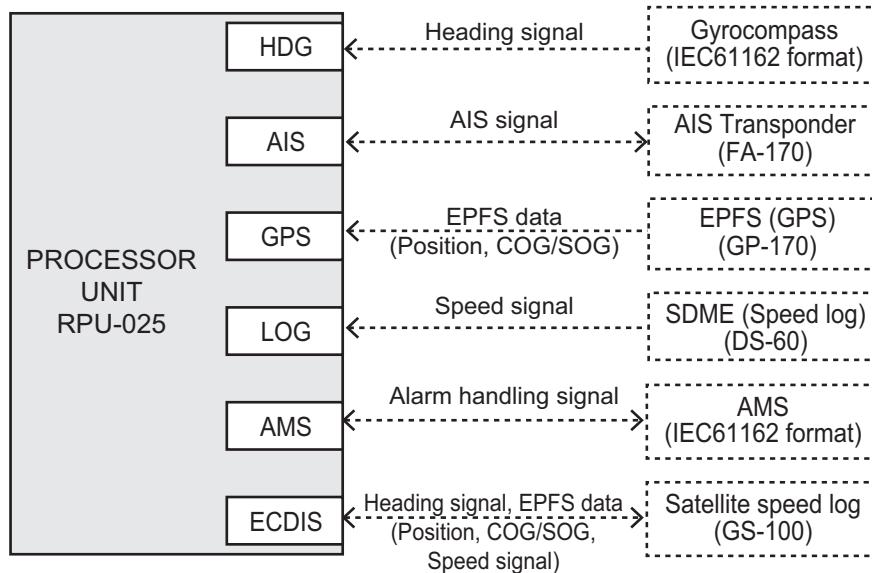 PROCESSOR
UNIT
RPU-025
HDG
Heading signal
Gyrocompass
(IEC61162 format)
AIS
AIS signal
AIS Transponder
(FA-170)
GPS
EPFS data
(Position, COG/SOG)
EPFS (GPS)
(GP-170)
LOG
Speed signal
SDME (Speed log)
(DS-60)
AMS
Alarm handling signal
AMS
(IEC61162 format)
ECDIS
Heading signal, EPFS data
(Position, COG/SOG,
Speed signal)
Satellite speed log
(GS-100)